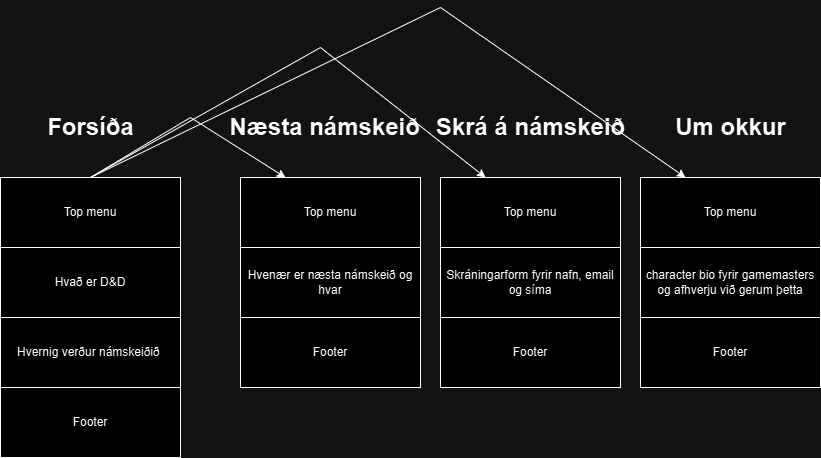 Forsíða
Næsta námskeið
Skrá á námskeið
Um okkur
Top menu
Hvað er D&D
Hvernig verður námskeiðið
Footer
Top menu
Hvenær er næsta námskeið og
hvar
Footer
Top menu
Skráningarform fyrir nafn, email
og síma
Footer
Top menu
character bio fyrir gamemasters
og afhverju við gerum þetta
Footer